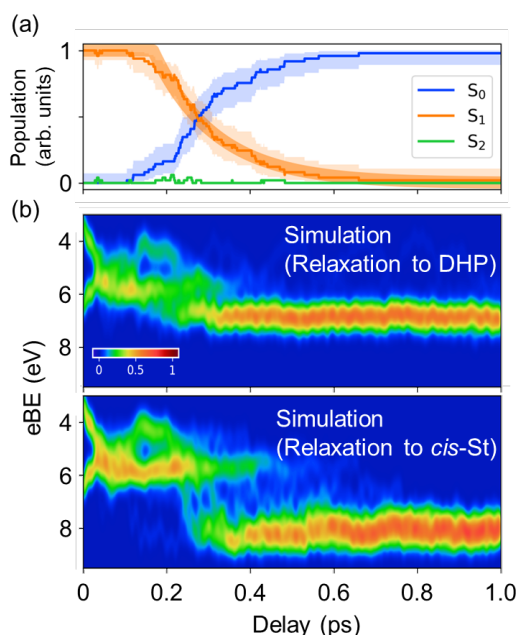 (a)
Population
(arb. units)
1
0
S₀
S₁
S₂
(b)
eBE (eV)
4
6
8
Simulation
(Relaxation to DHP)
0 0.5 1
4
6
8
Simulation
(Relaxation to cis-St)
0 0.2 0.4 0.6 0.8 1.0
Delay (ps)